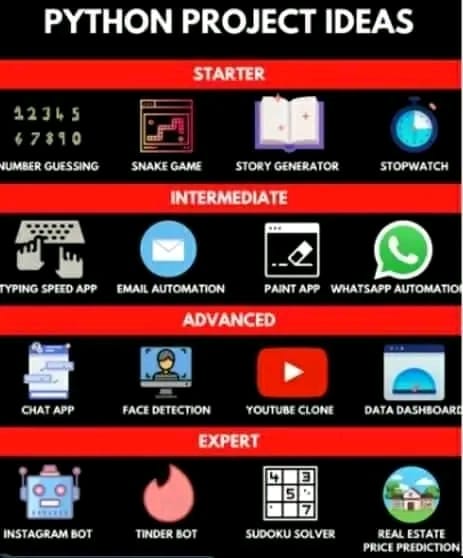 PYTHON PROJECT IDEAS
STARTER
1 2 3 4 5
6 7 8 9 0
NUMBER GUESSING SNAKE GAME STORY GENERATOR STOPWATCH
INTERMEDIATE
TYPING SPEED APP EMAIL AUTOMATION PAINT APP WHATSAPP AUTOMATION
ADVANCED
CHAT APP FACE DETECTION YOUTUBE CLONE DATA DASHBOARD
EXPERT
4 3
5
7
INSTAGRAM BOT TINDER BOT SUDOKU SOLVER REAL ESTATE
PRICE PREDICTION